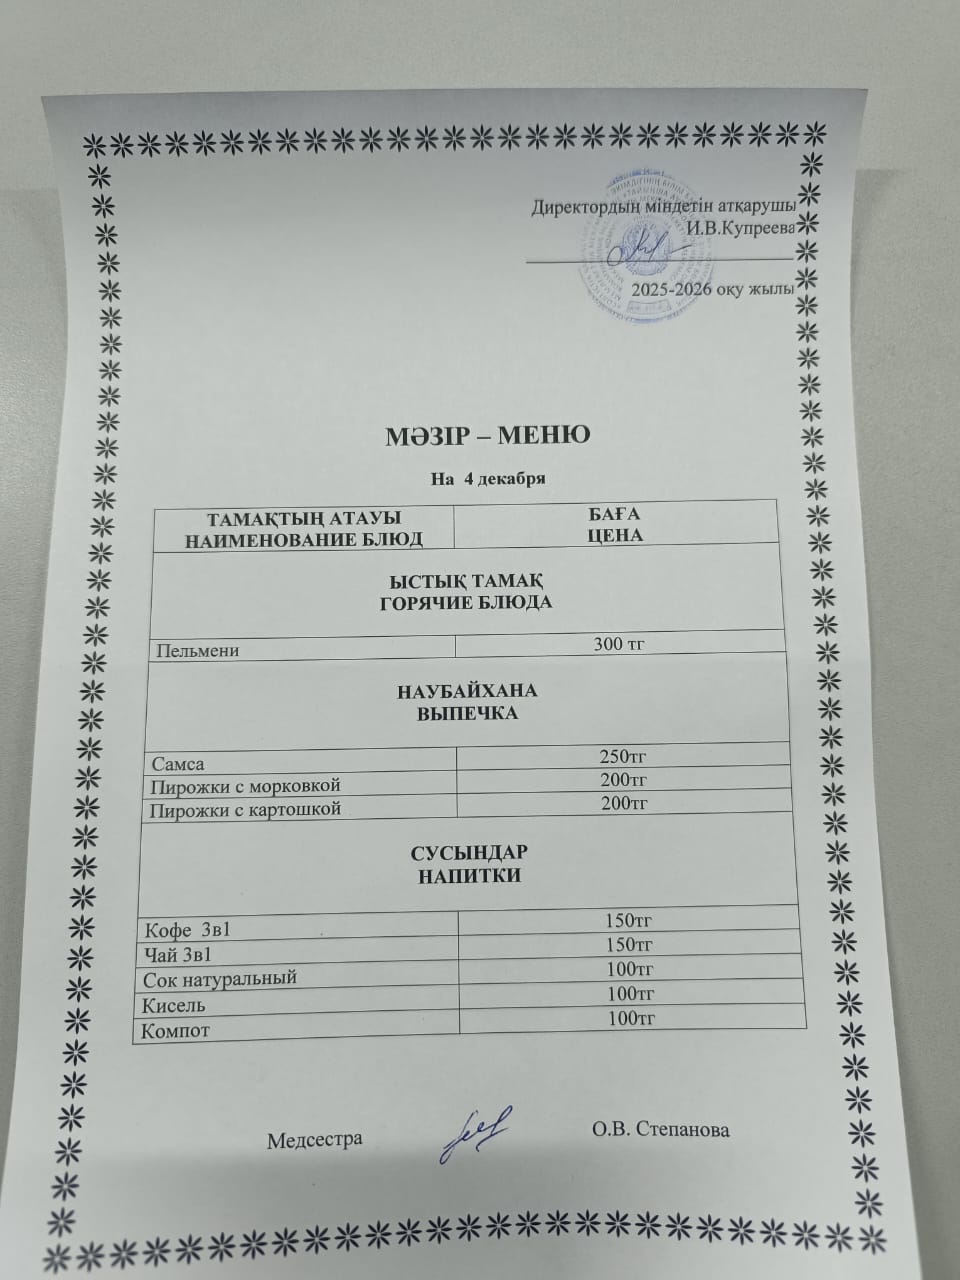 Директордың міндетін атқарушы
И.В.Купреева
2025-2026 оқу жылы
МӘЗІР – МЕНЮ
На 4 декабря
ТАМАҚТЫҢ АТАУЫ
НАИМЕНОВАНИЕ БЛЮД
БАҒА
ЦЕНА
ЫСТЫҚ ТАМАҚ
ГОРЯЧИЕ БЛЮДА
Пельмени 300 тг
НАУБАЙХАНА
ВЫПЕЧКА
Самса 250тг
Пирожки с морковкой 200тг
Пирожки с картошкой 200тг
СУСЫНДАР
НАПИТКИ
Кофе 3в1 150тг
Чай 3в1 150тг
Сок натуральный 100тг
Кисель 100тг
Компот 100тг
Медсестра О.В. Степанова